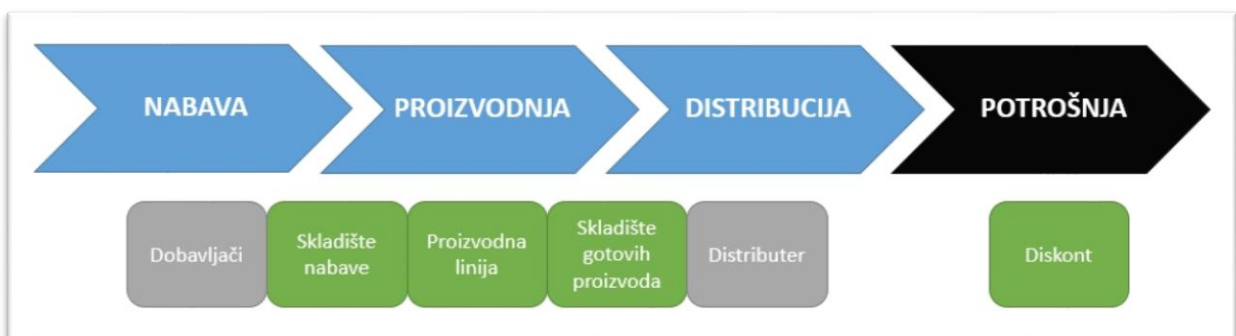 NABAVA
PROIZVODNJA
DISTRIBUCIJA
POTROŠNJA
Dobavljači
Skladište
nabave
Proizvodna
linija
Skladište
gotovih
proizvoda
Distributer
Diskont